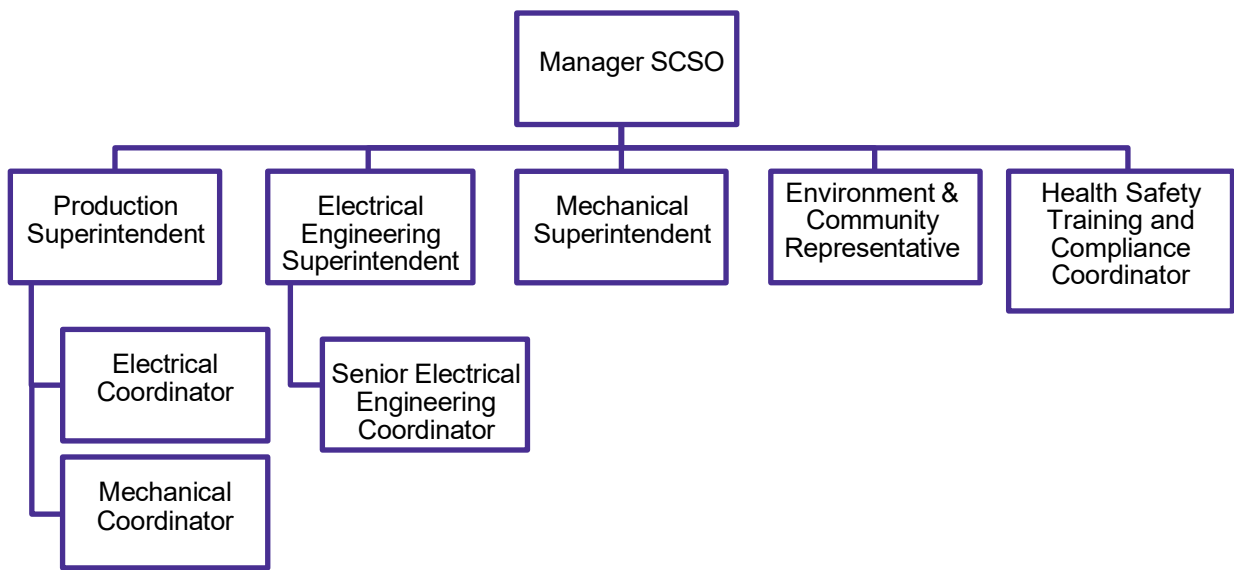 Manager SCSO
Production
Superintendent
Electrical
Engineering
Superintendent
Mechanical
Superintendent
Environment &
Community
Representative
Health Safety
Training and
Compliance
Coordinator
Electrical
Coordinator
Senior Electrical
Engineering
Coordinator
Mechanical
Coordinator